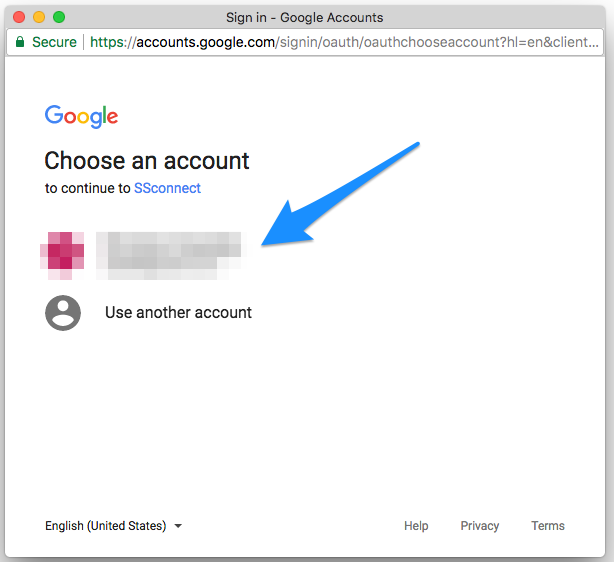 Sign in - Google Accounts
Secure | https://accounts.google.com/signin/oauth/oauthchooseaccount?hl=en&client...
Google
Choose an account
to continue to SSconnect
Use another account
English (United States)
Help Privacy Terms